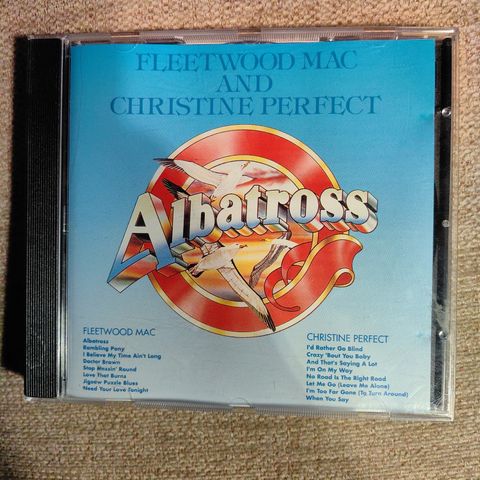 FLEETWOOD MAC
AND
CHRISTINE PERFECT
Albatross
FLEETWOOD MAC
Albatross
Rambling Pony
I Believe My Time Ain't Long
Doctor Brown
Stop Messin' Round
Love That Burns
Jigsaw Puzzle Blues
Need Your Love Tonight
CHRISTINE PERFECT
I'd Rather Go Blind
Crazy 'Bout You Baby
And That's Saying A Lot
I'm On My Way
No Road Is The Right Road
Let Me Go (Leave Me Alone)
I'm Too Far Gone (To Turn Around)
When You Say